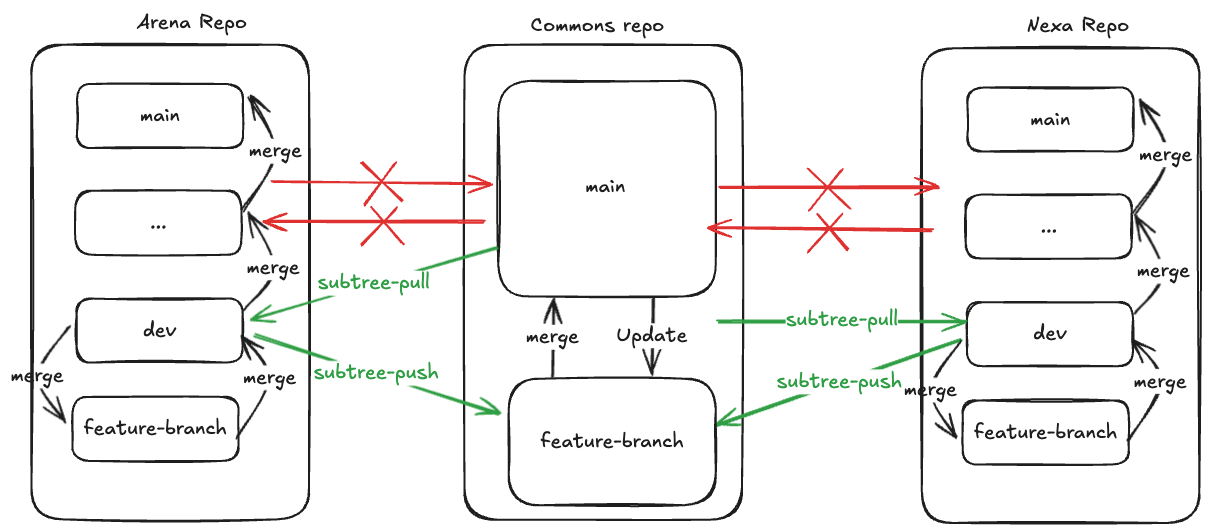 Arena Repo
Commons repo
Nexa Repo
main
merge
...
merge
dev
merge
merge
feature-branch
subtree-pull
subtree-push
main
merge
Update
feature-branch
subtree-pull
subtree-push
main
merge
...
merge
dev
merge
merge
feature-branch